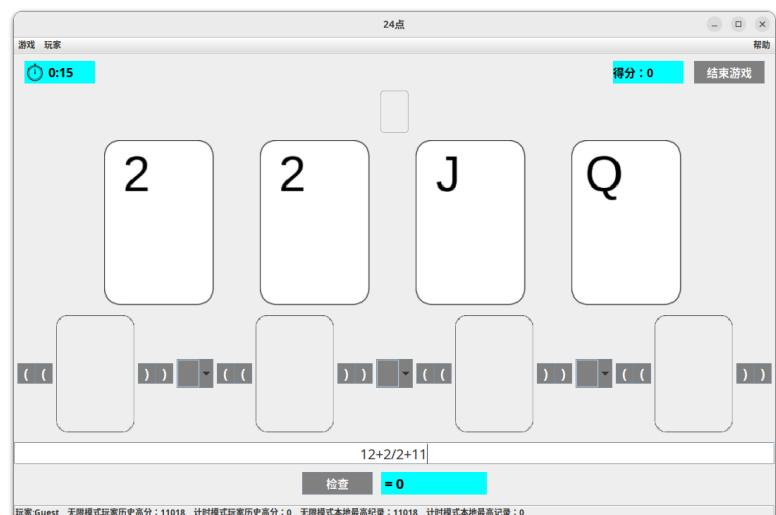 24点
游戏 玩家 帮助
0:15 得分：0 结束游戏
2 2 J Q
( ( ) ) ( ( ) ) ( ( ) ) ( ( ) )
12+2/2+11
检查 = 0
玩家:Guest 无限模式玩家历史高分：11018 计时模式玩家历史高分：0 无限模式本地最高纪录：11018 计时模式本地最高记录：0